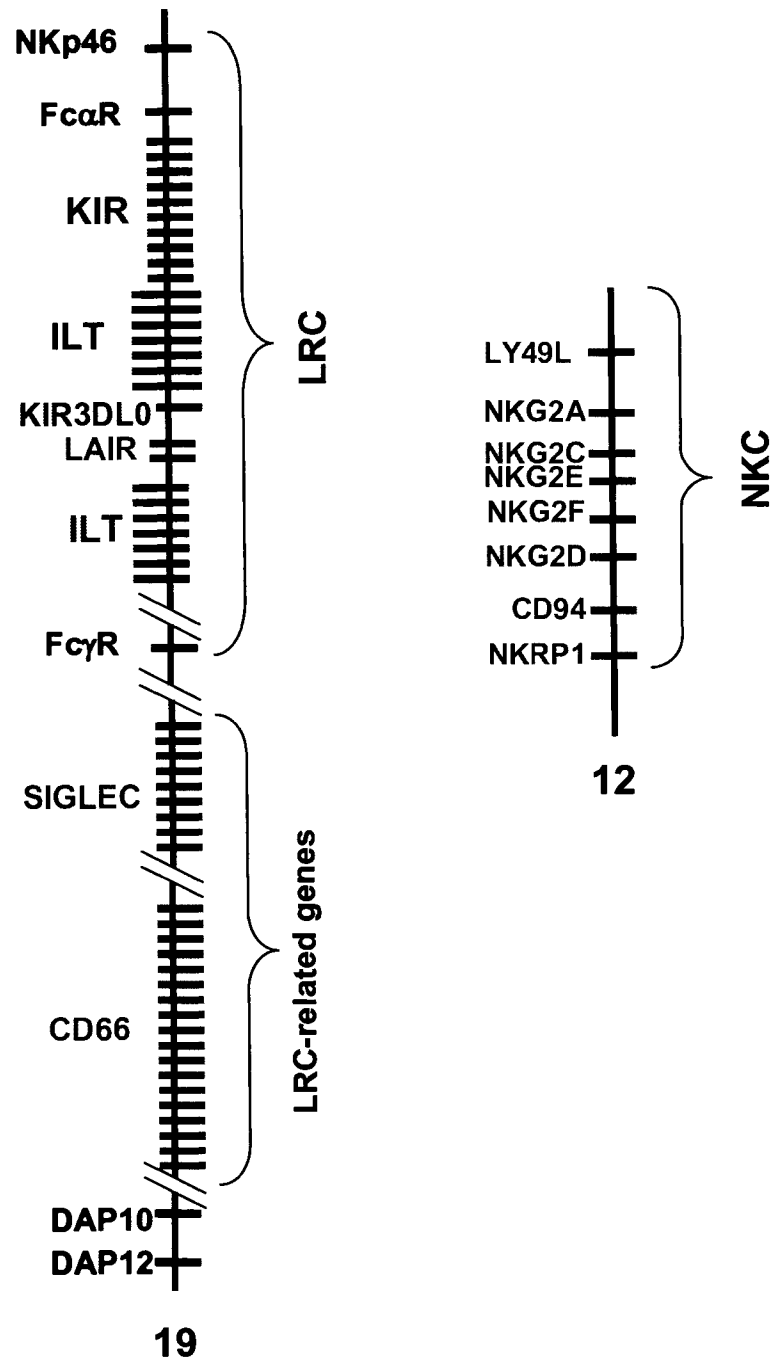 NKp46
FcαR
KIR
ILT
KIR3DL0
LAIR
ILT
FcγR
LRC
SIGLEC
CD66
LRC-related genes
DAP10
DAP12
19
LY49L
NKG2A
NKG2C
NKG2E
NKG2F
NKG2D
CD94
NKRP1
NKC
12